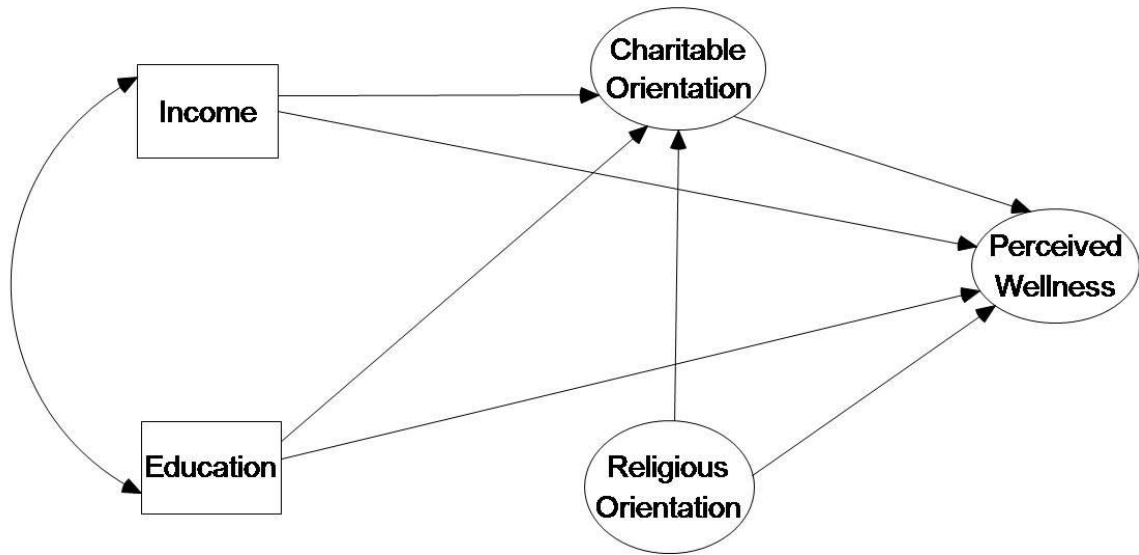 Charitable
Orientation
Income
Perceived
Wellness
Education
Religious
Orientation